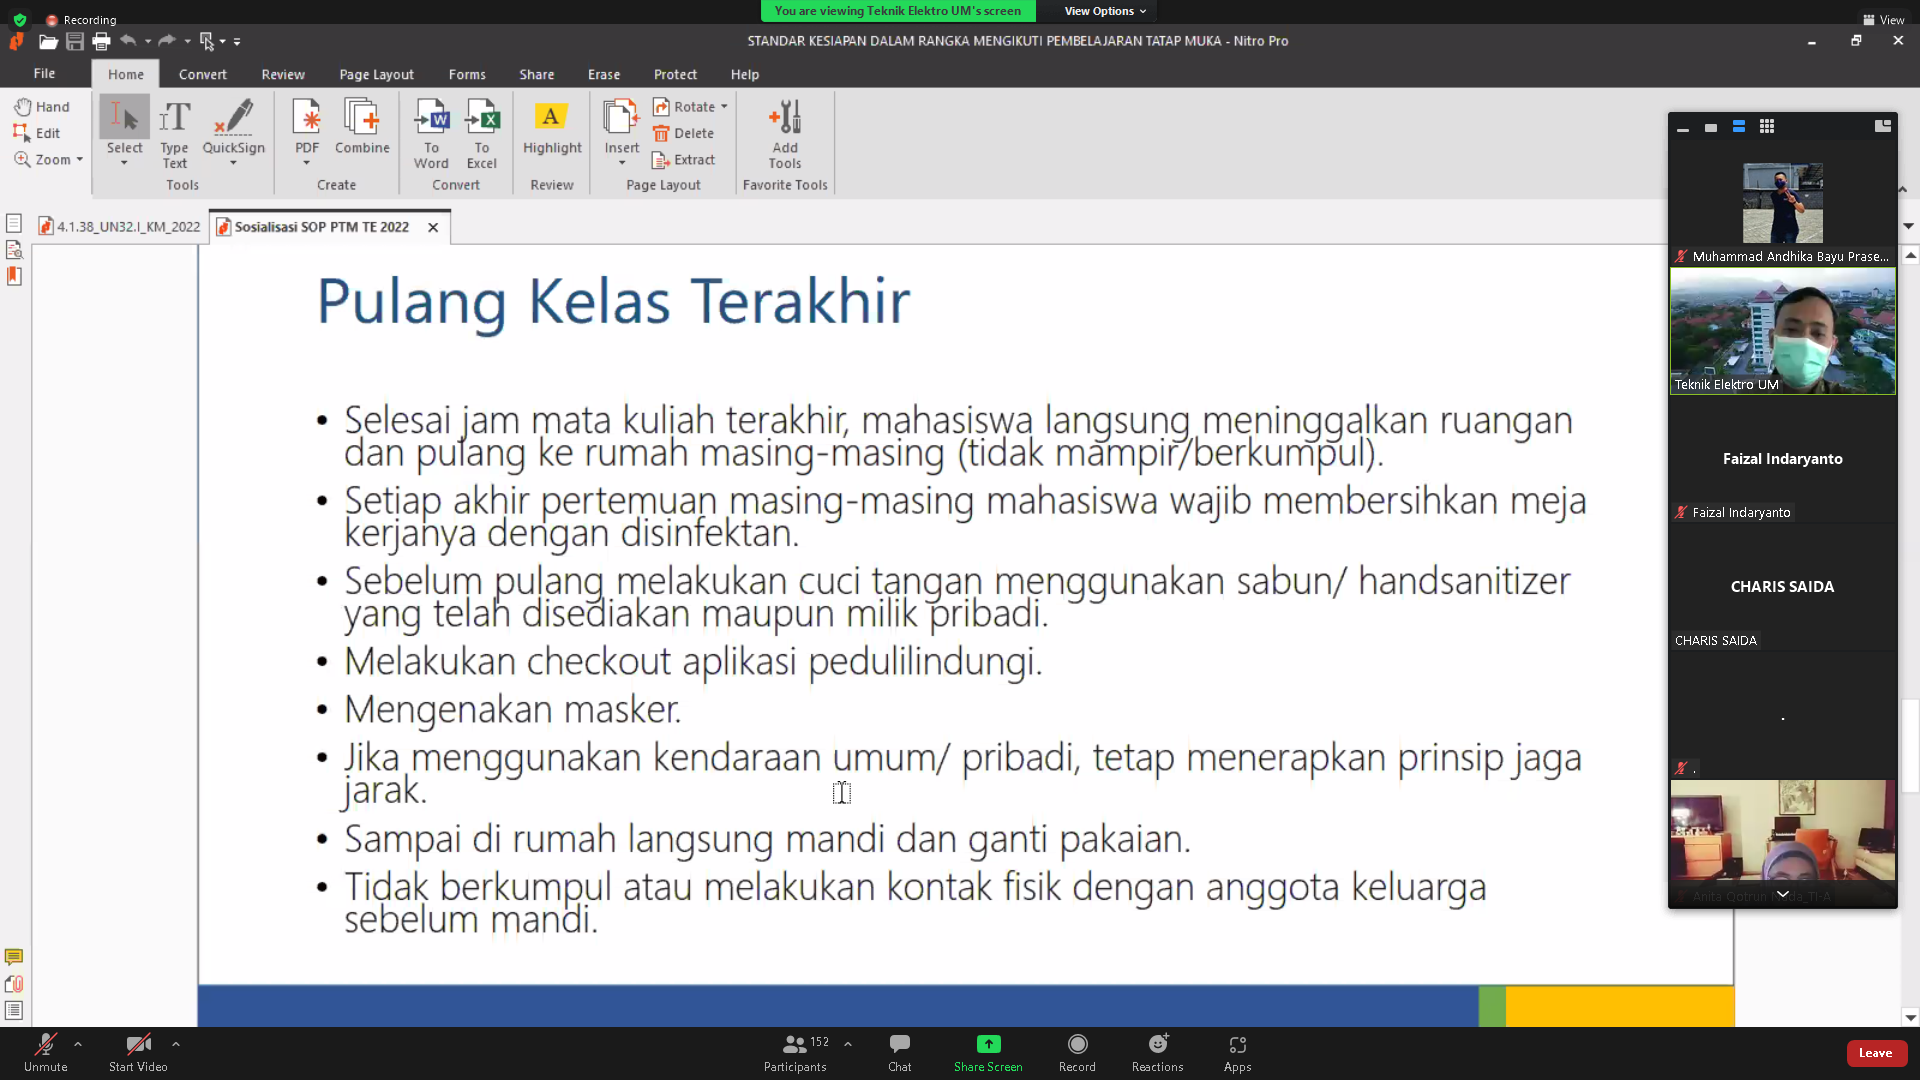 Recording
You are viewing Teknik Elektro UM's screen
View Options
View
STANDAR KESIAPAN DALAM RANGKA MENGIKUTI PEMBELAJARAN TATAP MUKA - Nitro Pro
File
Home
Convert
Review
Page Layout
Forms
Share
Erase
Protect
Help
Hand
Edit
Zoom
Select
Type
Text
QuickSign
Tools
PDF
Combine
Create
To
Word
To
Excel
Convert
Highlight
Review
Insert
Rotate
Delete
Extract
Page Layout
Add
Tools
Favorite Tools
4.1.38_UN32.I_KM_2022
Sosialisasi SOP PTM TE 2022
Pulang Kelas Terakhir
• Selesai jam mata kuliah terakhir, mahasiswa langsung meninggalkan ruangan
dan pulang ke rumah masing-masing (tidak mampir/berkumpul).
• Setiap akhir pertemuan masing-masing mahasiswa wajib membersihkan meja
kerjanya dengan disinfektan.
• Sebelum pulang melakukan cuci tangan menggunakan sabun/ handsanitizer
yang telah disediakan maupun milik pribadi.
• Melakukan checkout aplikasi pedulilindungi.
• Mengenakan masker.
• Jika menggunakan kendaraan umum/ pribadi, tetap menerapkan prinsip jaga
jarak.
• Sampai di rumah langsung mandi dan ganti pakaian.
• Tidak berkumpul atau melakukan kontak fisik dengan anggota keluarga
sebelum mandi.
Muhammad Andhika Bayu Prase...
Teknik Elektro UM
Faizal Indaryanto
Faizal Indaryanto
CHARIS SAIDA
CHARIS SAIDA
.
.
Anita Qotrun Nada_TI-A
Unmute
Start Video
152
Participants
Chat
Share Screen
Record
Reactions
Apps
Leave